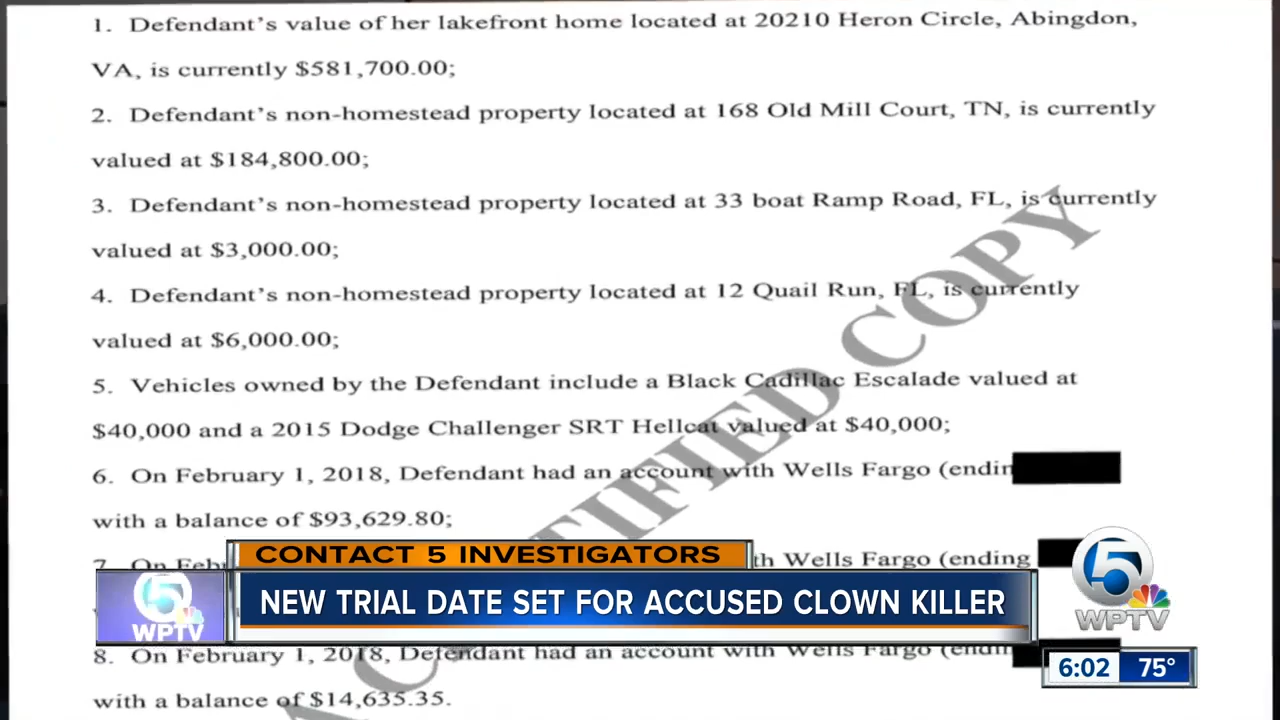 1. Defendant's value of her lakefront home located at 20210 Heron Circle, Abingdon,
VA, is currently $581,700.00;
2. Defendant's non-homestead property located at 168 Old Mill Court, TN, is currently
valued at $184,800.00;
3. Defendant's non-homestead property located at 33 boat Ramp Road, FL, is currently
valued at $3,000.00;
4. Defendant's non-homestead property located at 12 Quail Run, FL, is currently
valued at $6,000.00;
5. Vehicles owned by the Defendant include a Black Cadillac Escalade valued at
$40,000 and a 2015 Dodge Challenger SRT Hellcat valued at $40,000;
6. On February 1, 2018, Defendant had an account with Wells Fargo (endin
with a balance of $93,629.80;
7. On Febr th Wells Fargo (ending
8. On February 1, 2018, Defendant had an account with Wells Fargo (endin
with a balance of $14,635.35.
TIFIED COPY
CONTACT 5 INVESTIGATORS
NEW TRIAL DATE SET FOR ACCUSED CLOWN KILLER
5
WPTV
5
WPTV
6:02 75°